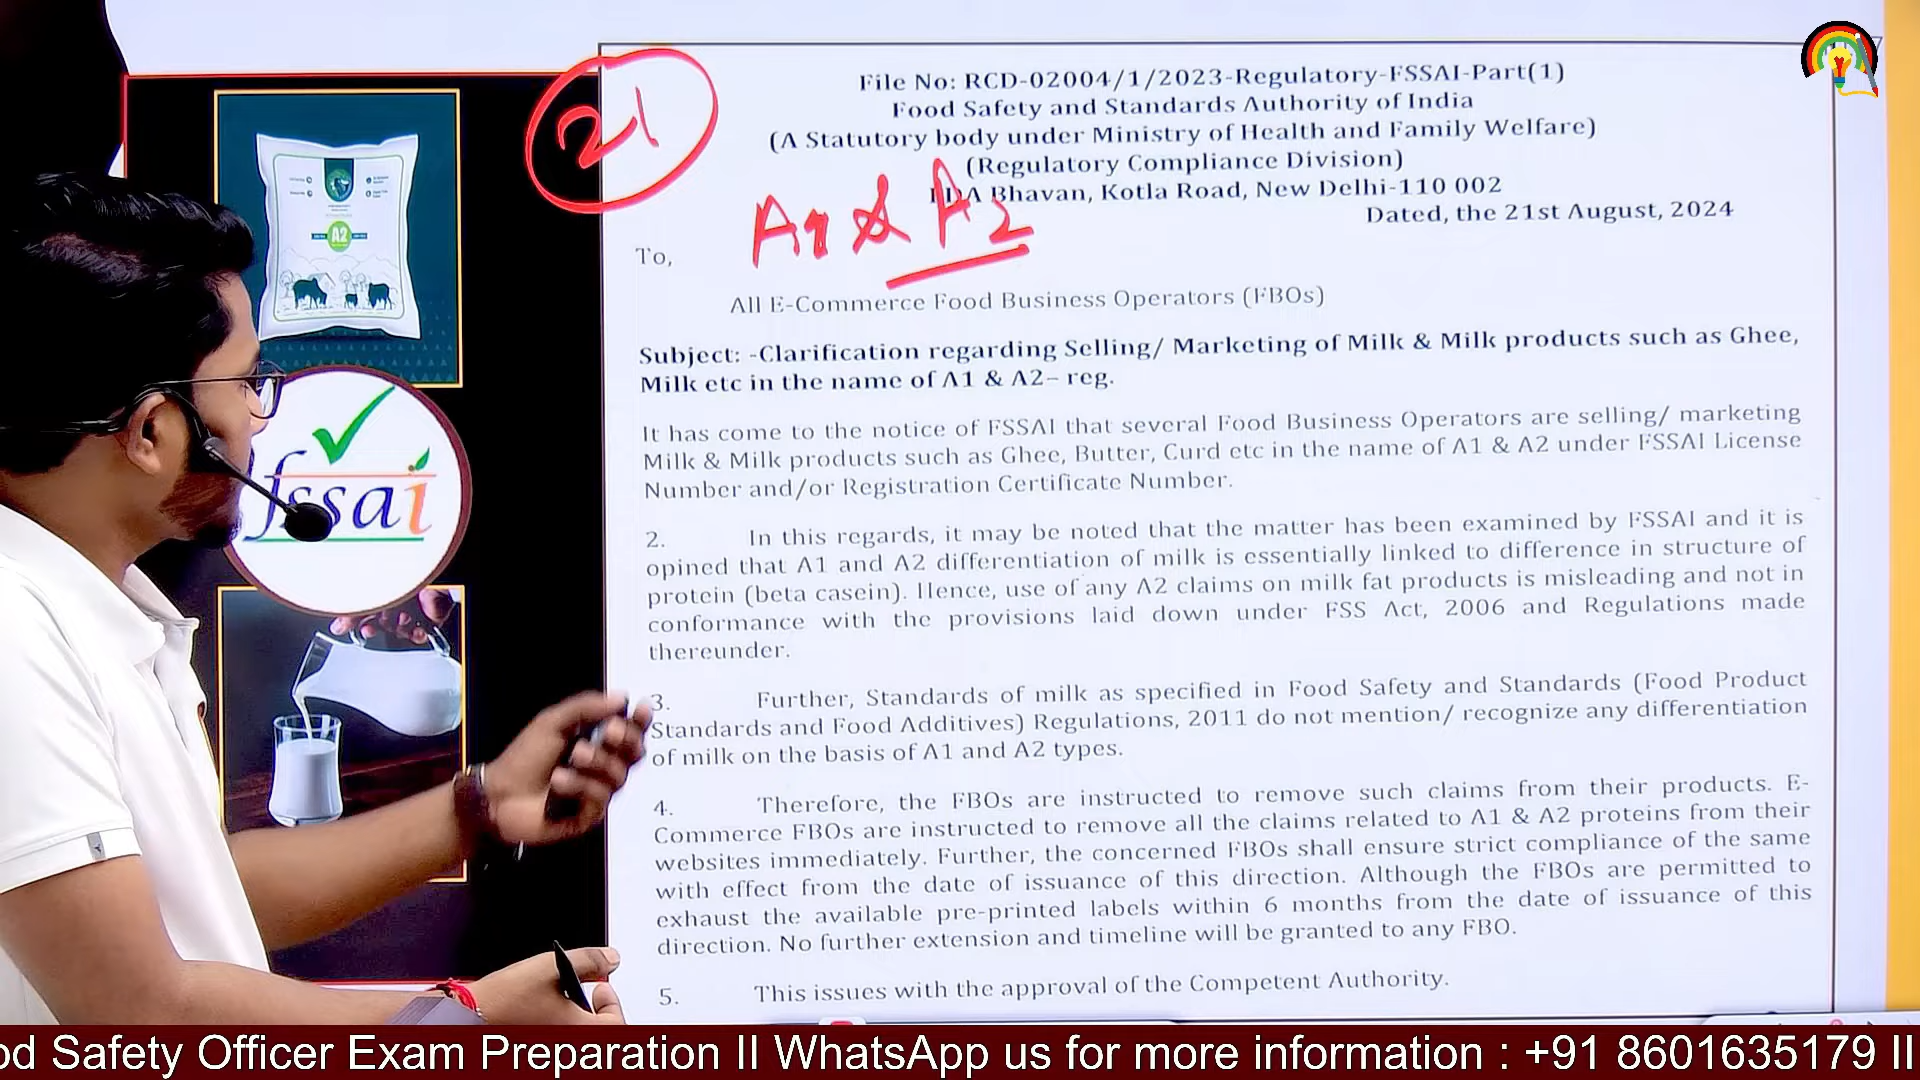 File No: RCD-02004/1/2023-Regulatory-FSSAI-Part(1)
Food Safety and Standards Authority of India
(A Statutory body under Ministry of Health and Family Welfare)
(Regulatory Compliance Division)
FDA Bhavan, Kotla Road, New Delhi-110 002
Dated, the 21st August, 2024
21
A1 & A2
To,
All E-Commerce Food Business Operators (FBOs)
Subject: -Clarification regarding Selling/ Marketing of Milk & Milk products such as Ghee,
Milk etc in the name of A1 & A2– reg.
It has come to the notice of FSSAI that several Food Business Operators are selling/ marketing
Milk & Milk products such as Ghee, Butter, Curd etc in the name of A1 & A2 under FSSAI License
Number and/or Registration Certificate Number.
2. In this regards, it may be noted that the matter has been examined by FSSAI and it is
opined that A1 and A2 differentiation of milk is essentially linked to difference in structure of
protein (beta casein). Hence, use of any A2 claims on milk fat products is misleading and not in
conformance with the provisions laid down under FSS Act, 2006 and Regulations made
thereunder.
3. Further, Standards of milk as specified in Food Safety and Standards (Food Product
Standards and Food Additives) Regulations, 2011 do not mention/ recognize any differentiation
of milk on the basis of A1 and A2 types.
4. Therefore, the FBOs are instructed to remove such claims from their products. E-
Commerce FBOs are instructed to remove all the claims related to A1 & A2 proteins from their
websites immediately. Further, the concerned FBOs shall ensure strict compliance of the same
with effect from the date of issuance of this direction. Although the FBOs are permitted to
exhaust the available pre-printed labels within 6 months from the date of issuance of this
direction. No further extension and timeline will be granted to any FBO.
5. This issues with the approval of the Competent Authority.
A2
fssai
od Safety Officer Exam Preparation II WhatsApp us for more information : +91 8601635179 II